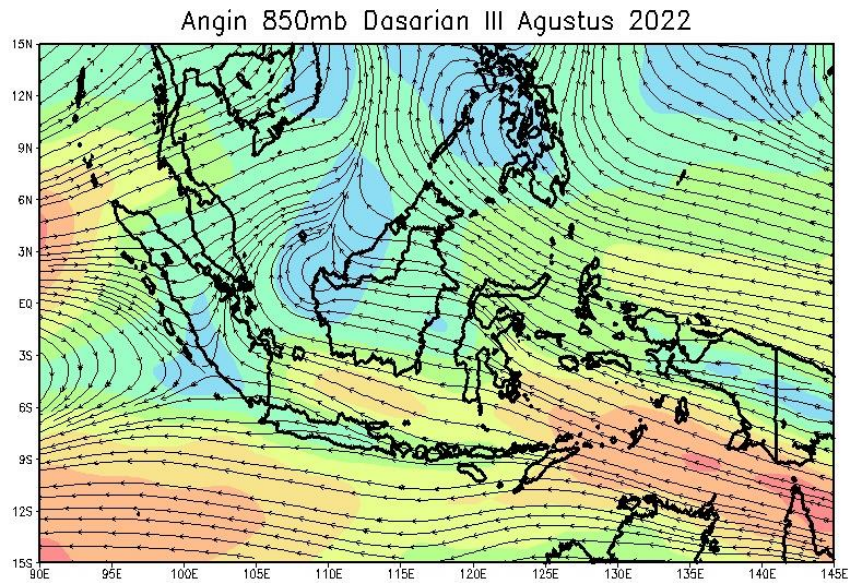 Angin 850mb Dasarian III Agustus 2022
15N
12N
9N
6N
3N
EQ
3S
6S
9S
12S
15S
90E 95E 100E 105E 110E 115E 120E 125E 130E 135E 140E 145E